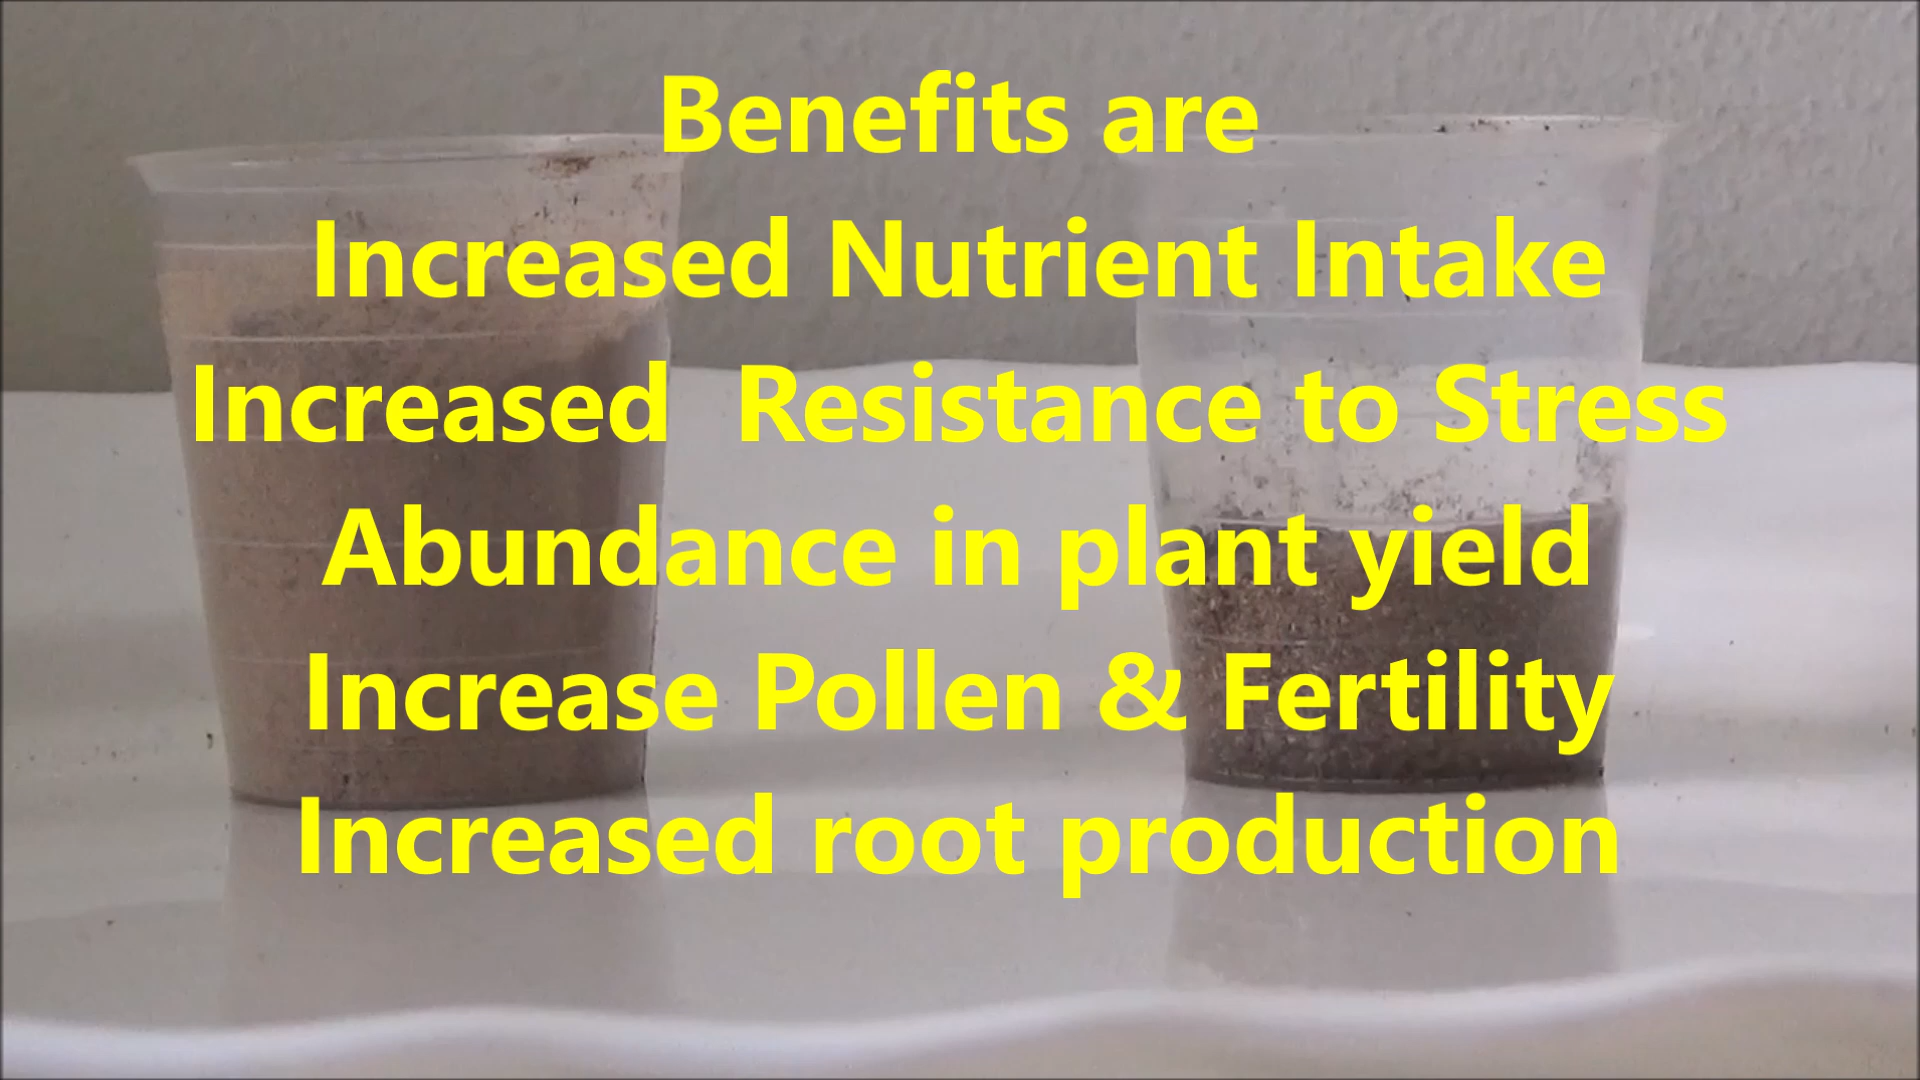 Benefits are
Increased Nutrient Intake
Increased  Resistance to Stress
Abundance in plant yield
Increase Pollen & Fertility
Increased root production